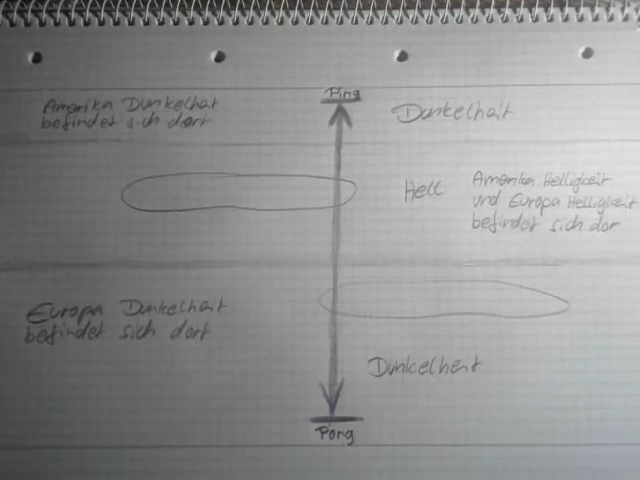 Ping
Amerika Dunkelheit
befindet sich dort
Dunkelheit
Hell
Amerika Helligkeit
und Europa Helligkeit
befindet sich dor
Europa Dunkelheit
befindet sich dort
Dunkelheit
Pong